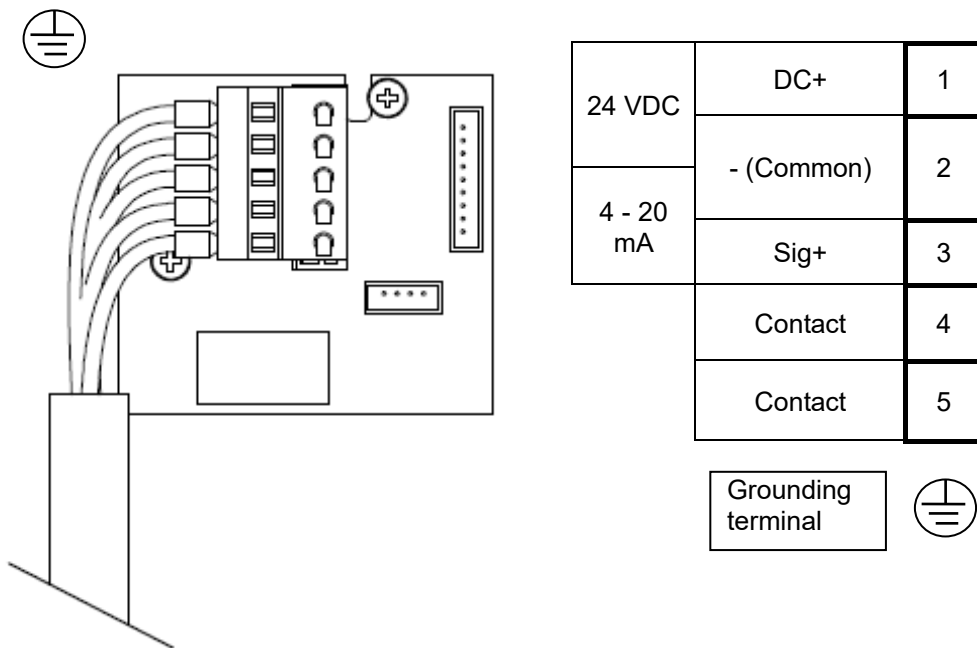 24 VDC
DC+
1
- (Common)
2
4 - 20
mA
Sig+
3
Contact
4
Contact
5
Grounding
terminal